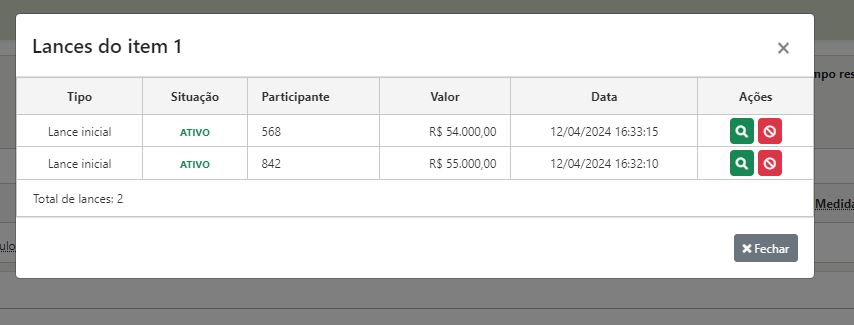 Lances do item 1
×
mpo res
Tipo Situação Participante Valor Data Ações
Lance inicial ATIVO 568 R$ 54.000,00 12/04/2024 16:33:15
Lance inicial ATIVO 842 R$ 55.000,00 12/04/2024 16:32:10
Total de lances: 2
Medida
ulo
Fechar